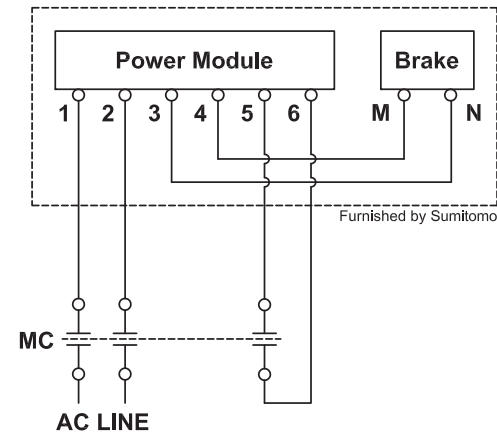 Power Module
Brake
1 2 3 4 5 6 M N
Furnished by Sumitomo
MC
AC LINE